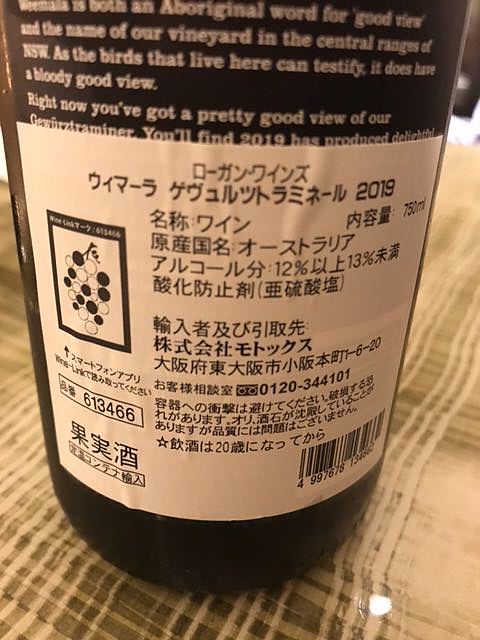 Weemala is both an Aboriginal word for 'good view'
and the name of our vineyard in the central ranges of
NSW. As the birds that live here can testify, it does have
a bloody good view.
Right now you've got a pretty good view of our
Gewürztraminer. You'll find 2019 has produced delightful
ローガン・ワインズ
ウィマーラ ゲヴュルツトラミネール 2019
Wine-Linkマーク:613466
名称:ワイン
内容量: 750ml
原産国名:オーストラリア
アルコール分:12%以上13%未満
酸化防止剤(亜硫酸塩)
輸入者及び引取先:
株式会社モトックス
大阪府東大阪市小阪本町1-6-20
↑スマートフォンアプリ
Wine-Linkで読み取ってください
お客様相談室 0120-344101
品番 613466
容器への衝撃は避けてください。破損する恐
れがあります。オリ、酒石が沈殿していることが
ありますが品質には問題はございません。
果実酒
定温コンテナ輸入
☆飲酒は20歳になってから
4 997678 134662